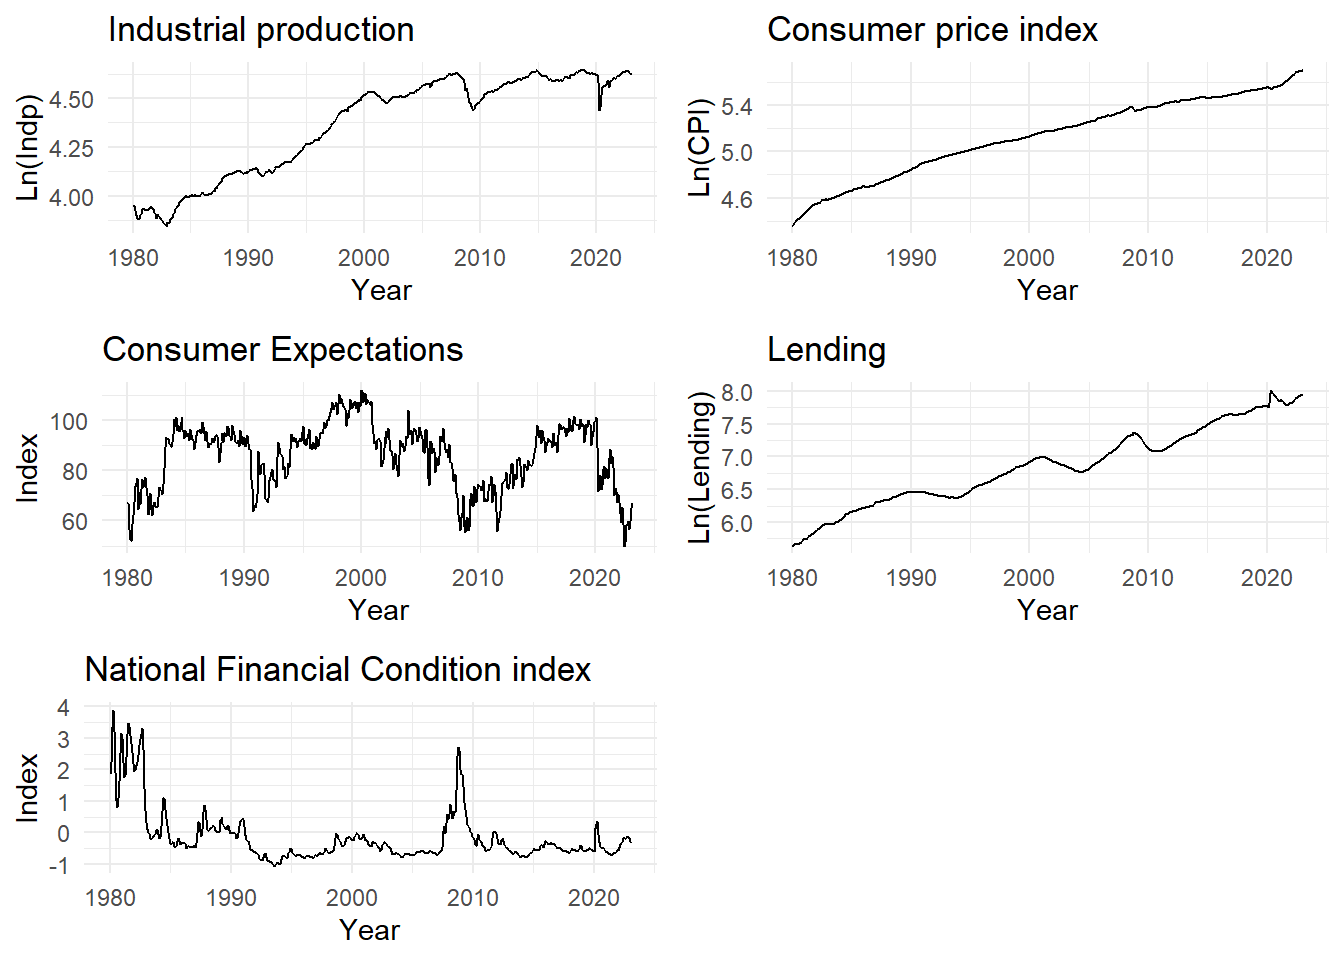 Industrial production
Ln(Indp)
4.50
4.25
4.00
1980 1990 2000 2010 2020
Year
Consumer price index
Ln(CPI)
5.4
5.0
4.6
1980 1990 2000 2010 2020
Year
Consumer Expectations
Index
100
80
60
1980 1990 2000 2010 2020
Year
Lending
Ln(Lending)
8.0
7.5
7.0
6.5
6.0
1980 1990 2000 2010 2020
Year
National Financial Condition index
Index
4
3
2
1
0
-1
1980 1990 2000 2010 2020
Year